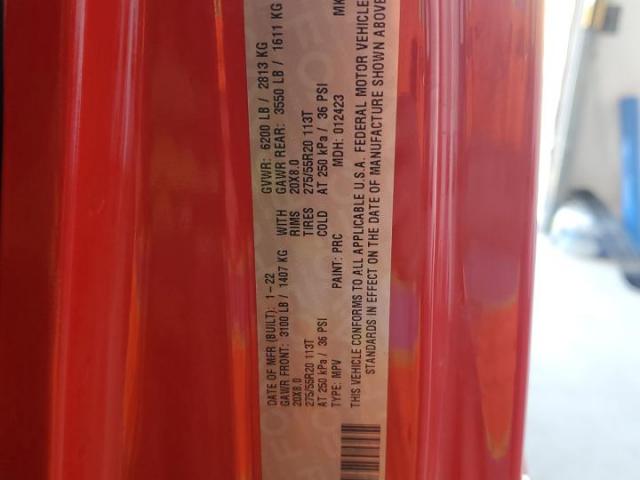 DATE OF MFR (BUILT): 1-22 GVWR: 6200 LB / 2813 KG
GAWR FRONT: 3100 LB / 1407 KG WITH GAWR REAR: 3550 LB / 1611 KG
20X8.0 RIMS 20X8.0
275/55R20 113T TIRES 275/55R20 113T
AT 250 kPa / 36 PSI COLD AT 250 kPa / 36 PSI
TYPE: MPV PAINT: PRC MDH: 012423 MK
THIS VEHICLE CONFORMS TO ALL APPLICABLE U.S.A. FEDERAL MOTOR VEHICLE
STANDARDS IN EFFECT ON THE DATE OF MANUFACTURE SHOWN ABOVE